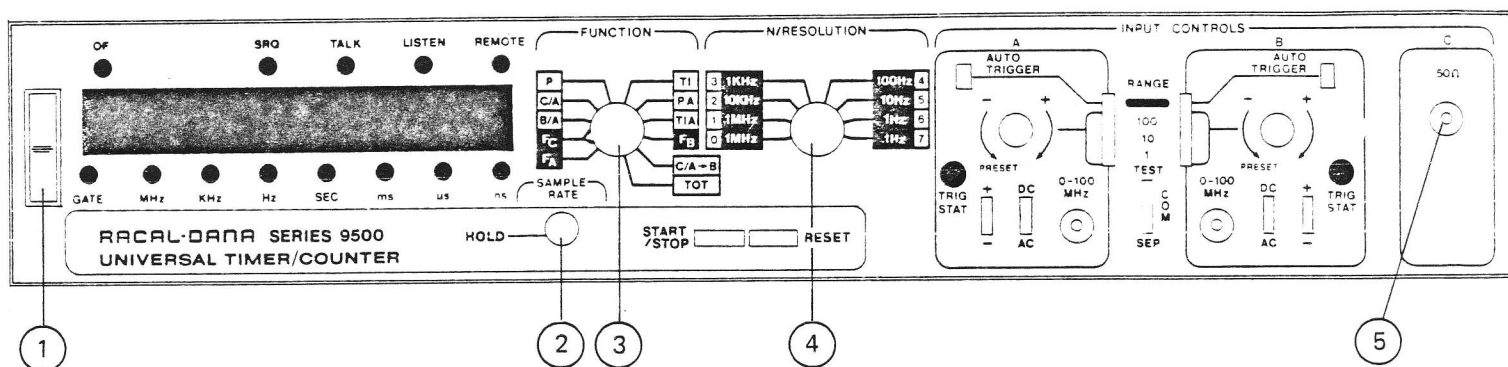 FUNCTION
N/RESOLUTION
INPUT CONTROLS
OF SRQ TALK LISTEN REMOTE
A
B
C
P TI
C/A PA
B/A TIA
FC FB
FA
C/A → B
TOT
3 1KHz 100Hz 4
2 10KHz 10Hz 5
1 1MHz 1Hz 6
0 1MHz .1Hz 7
AUTO
TRIGGER
RANGE
AUTO
TRIGGER
50Ω
- +
100
10
1
TEST
- +
PRESET
PRESET
GATE MHz KHz Hz SEC ms us ns
SAMPLE
RATE
TRIG
STAT
+
-
DC
AC
0-100
MHz
COM
SEP
0-100
MHz
DC
AC
+
-
TRIG
STAT
RACAL-DANA SERIES 9500
UNIVERSAL TIMER/COUNTER
HOLD
START
/STOP
RESET
1 2 3 4 5